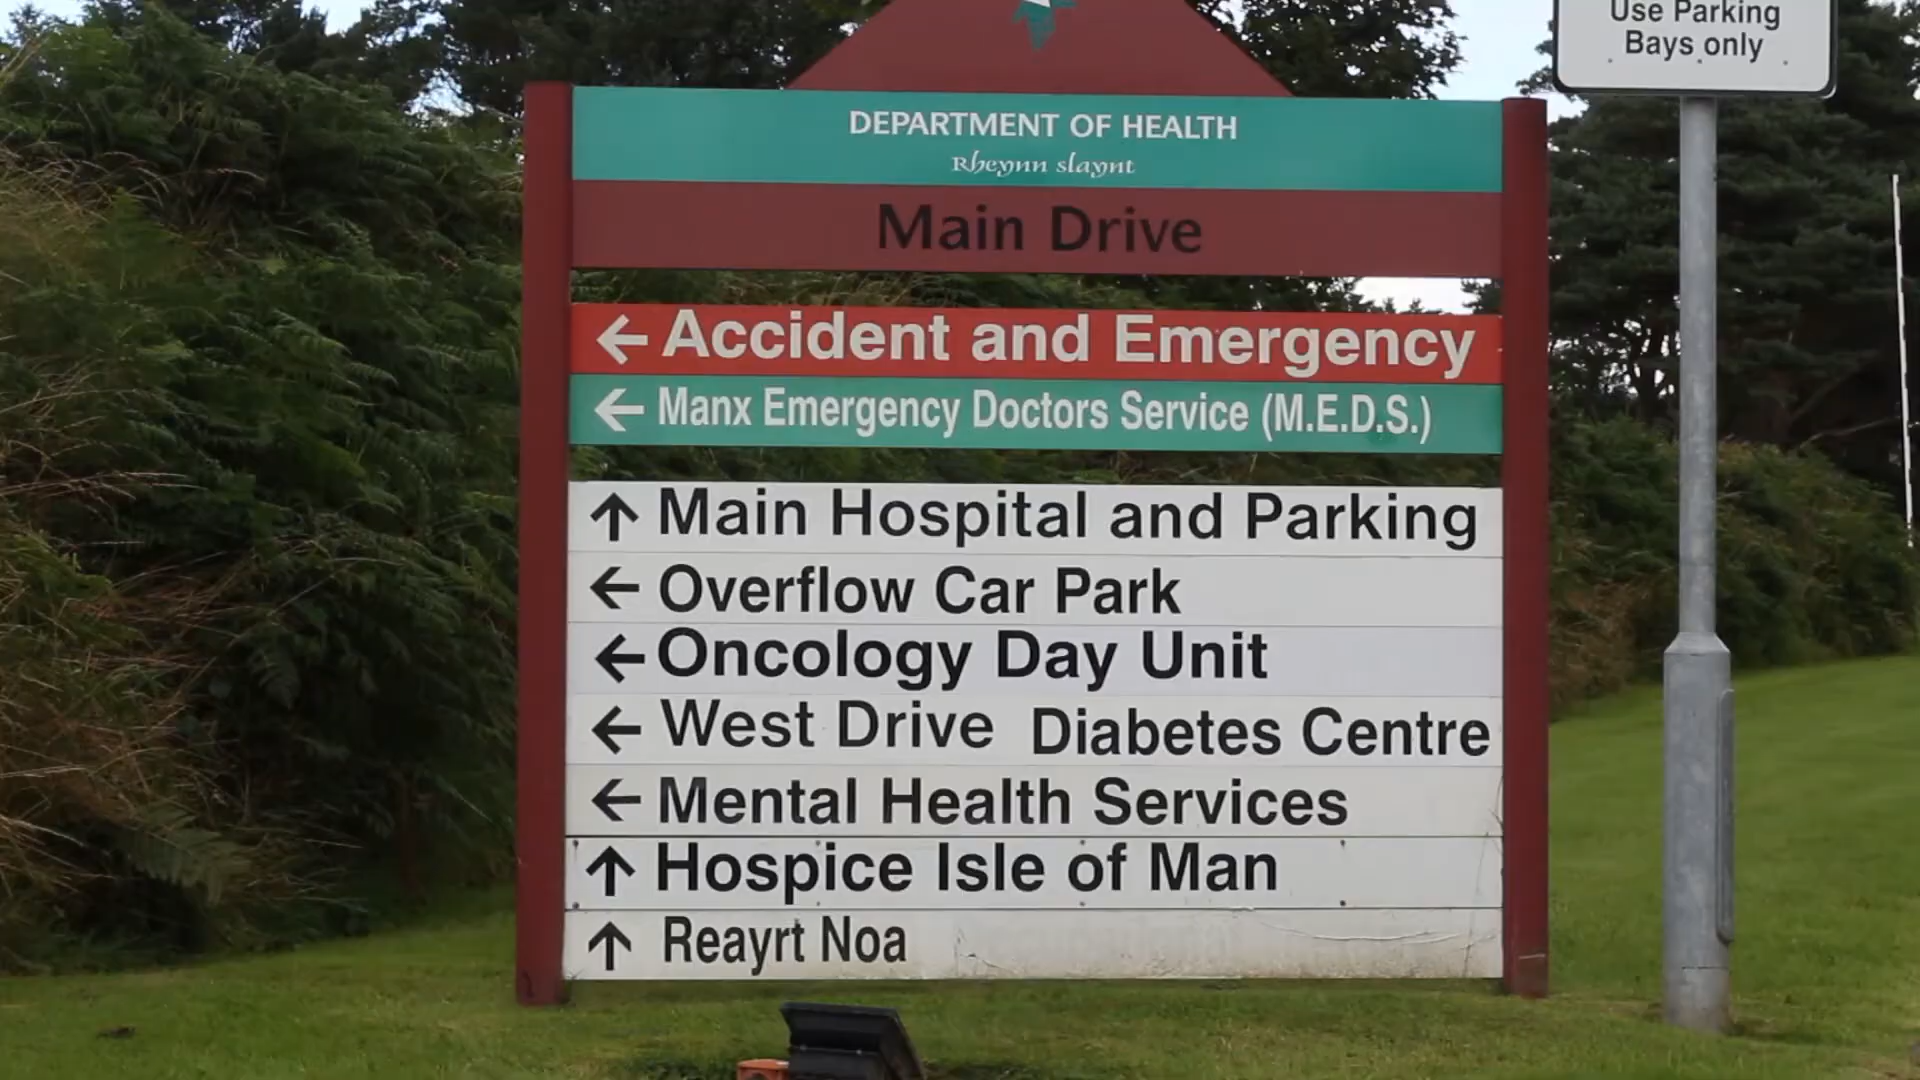 DEPARTMENT OF HEALTH
Rheynn slaynt
Main Drive
← Accident and Emergency
← Manx Emergency Doctors Service (M.E.D.S.)
↑ Main Hospital and Parking
← Overflow Car Park
← Oncology Day Unit
← West Drive Diabetes Centre
← Mental Health Services
↑ Hospice Isle of Man
↑ Reayrt Noa
Use Parking
Bays only